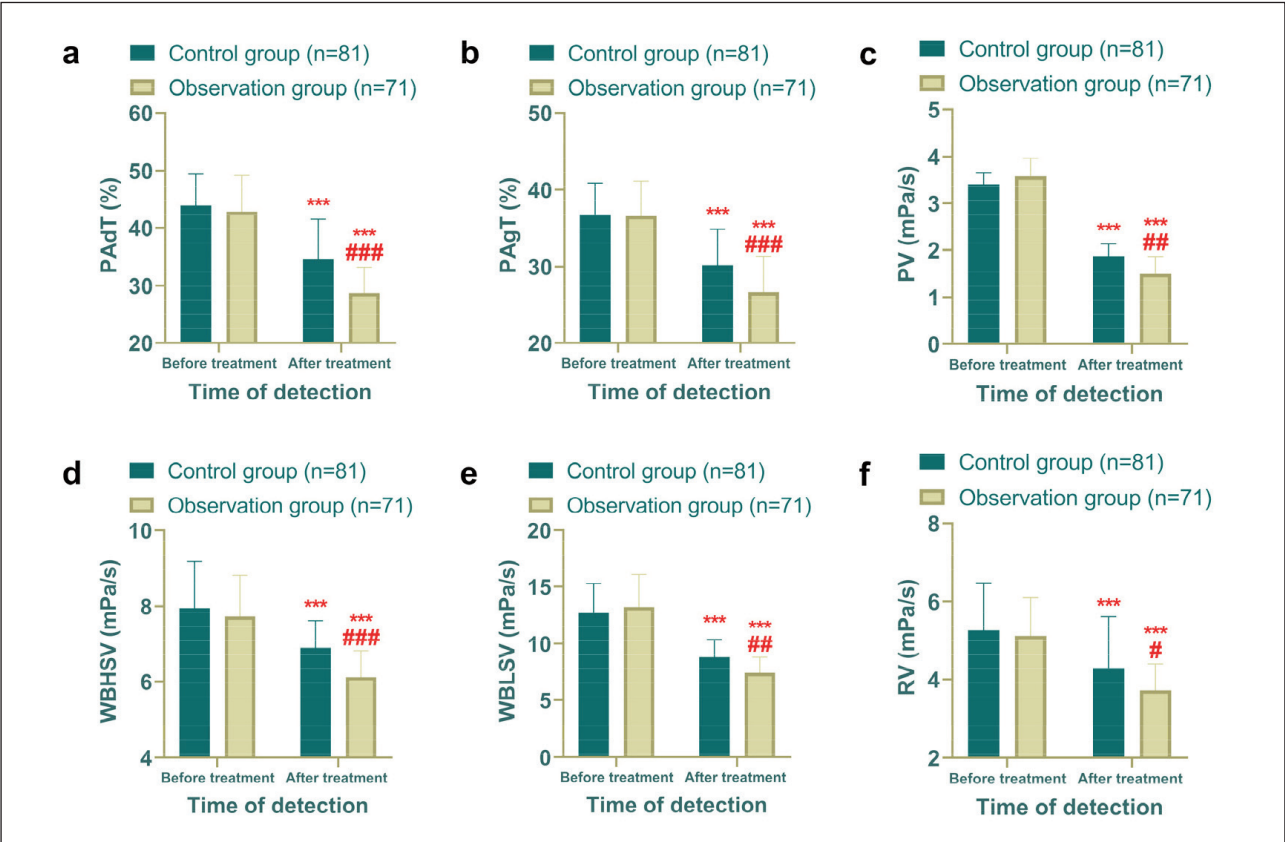 a
Control group (n=81)
Observation group (n=71)
60
50
40
30
20
PAdT (%)
***
***
###
Before treatment After treatment
Time of detection
b
Control group (n=81)
Observation group (n=71)
50
40
30
20
PAgT (%)
***
***
###
Before treatment After treatment
Time of detection
c
Control group (n=81)
Observation group (n=71)
5
4
3
2
1
0
PV (mPa/s)
***
***
##
Before treatment After treatment
Time of detection
d
Control group (n=81)
Observation group (n=71)
10
8
6
4
WBHSV (mPa/s)
***
***
###
Before treatment After treatment
Time of detection
e
Control group (n=81)
Observation group (n=71)
20
15
10
5
0
WBLSV (mPa/s)
***
***
##
Before treatment After treatment
Time of detection
f
Control group (n=81)
Observation group (n=71)
8
6
4
2
RV (mPa/s)
***
***
#
Before treatment After treatment
Time of detection